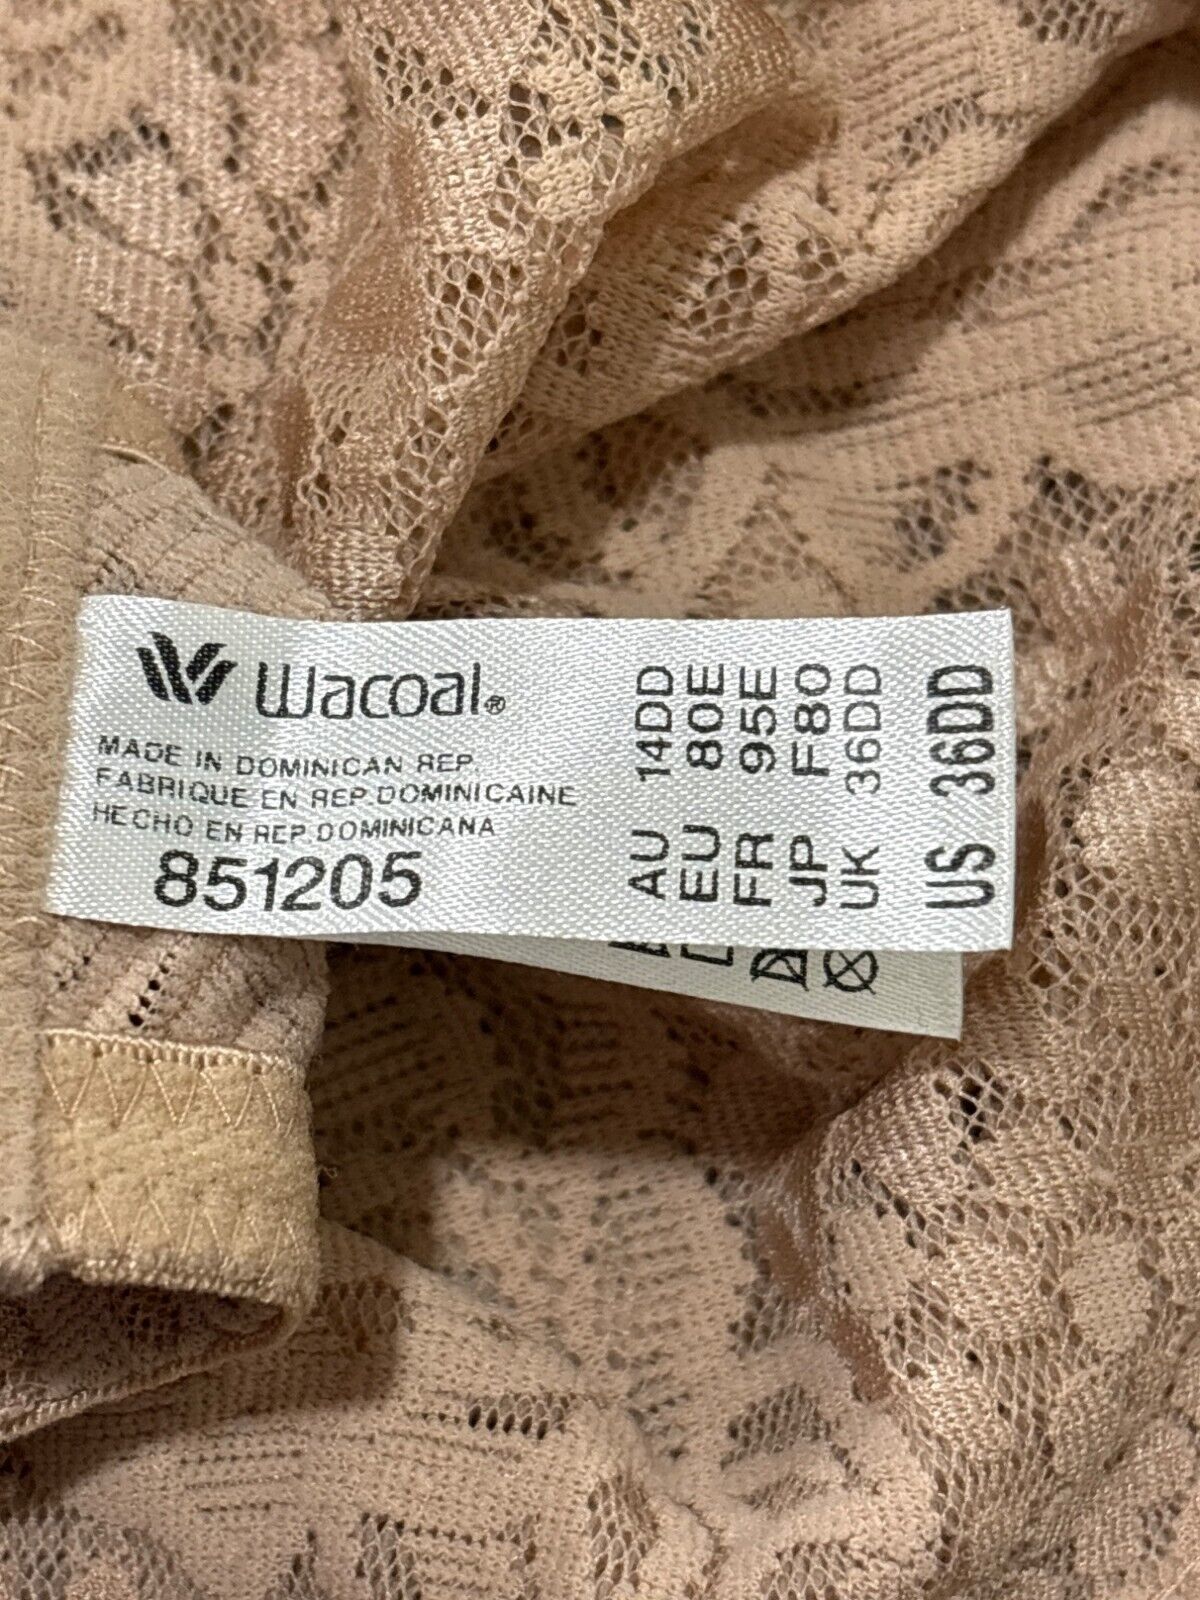 Wacoal®
MADE IN DOMINICAN REP.
FABRIQUE EN REP.DOMINICAINE
HECHO EN REP.DOMINICANA
851205
AU 14DD
EU 80E
FR 95E
JP F80
UK 36DD
US 36DD